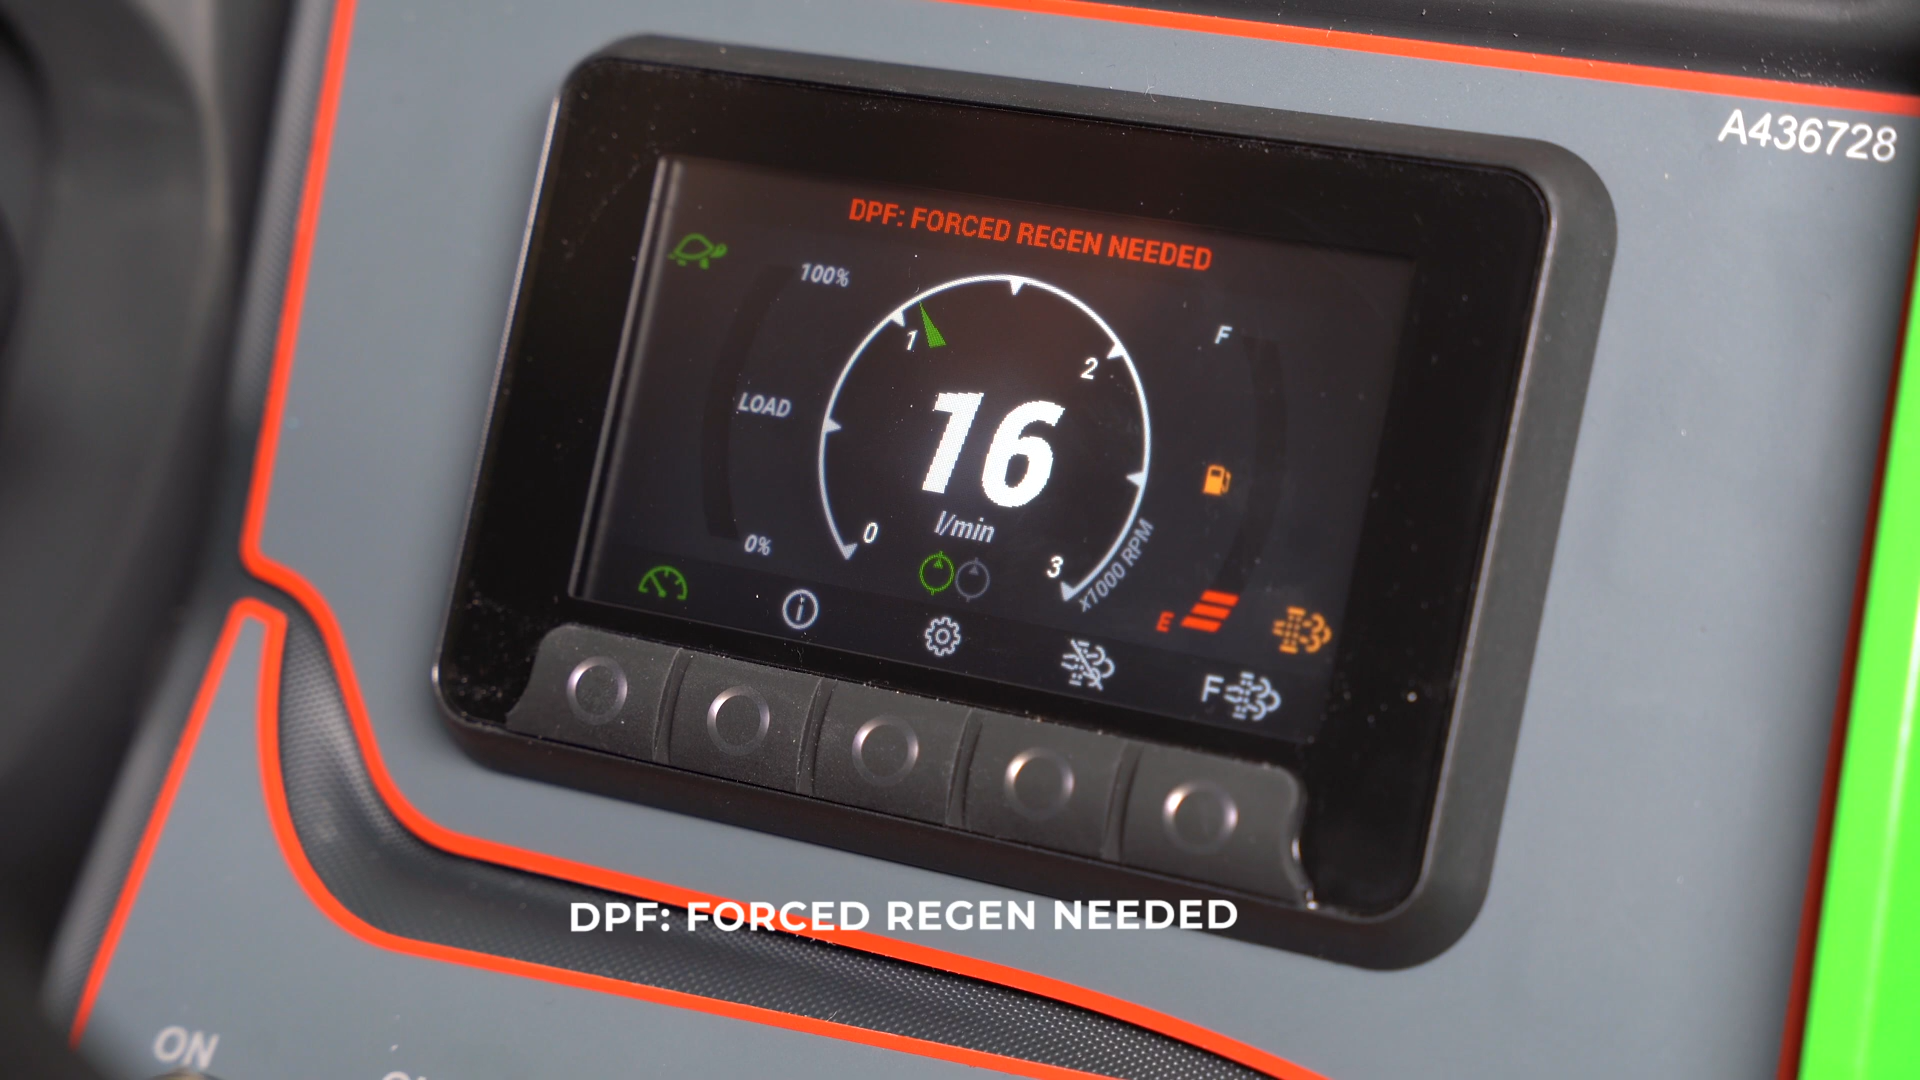 A436728
DPF: FORCED REGEN NEEDED
100%
F
1
2
LOAD
16
l/min
0
0%
3
x1000 RPM
E
F
DPF: FORCED REGEN NEEDED
ON